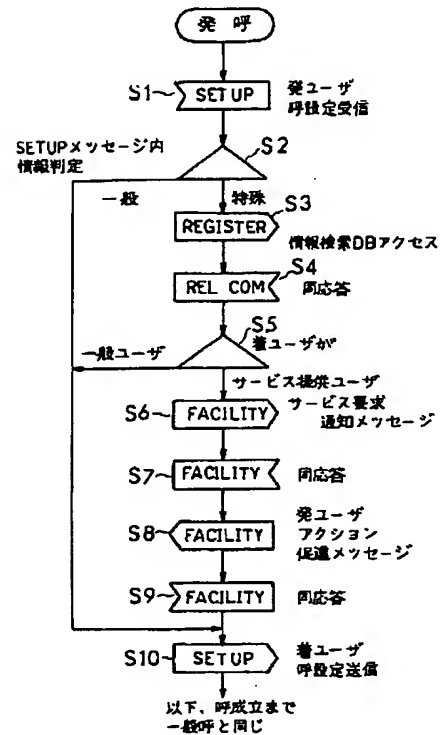 発 呼
S1 SETUP 発ユーザ
呼設定受信
SETUPメッセージ内
情報判定
S2
一般 特殊
S3
REGISTER
情報検索DBアクセス
S4
REL COM 同応答
S5
一般ユーザ 着ユーザが
サービス提供ユーザ
S6 FACILITY サービス要求
通知メッセージ
S7 FACILITY 同応答
S8 FACILITY 発ユーザ
アクション
促進メッセージ
S9 FACILITY 同応答
S10 SETUP 着ユーザ
呼設定送信
以下、呼成立まで
一般呼と同じ